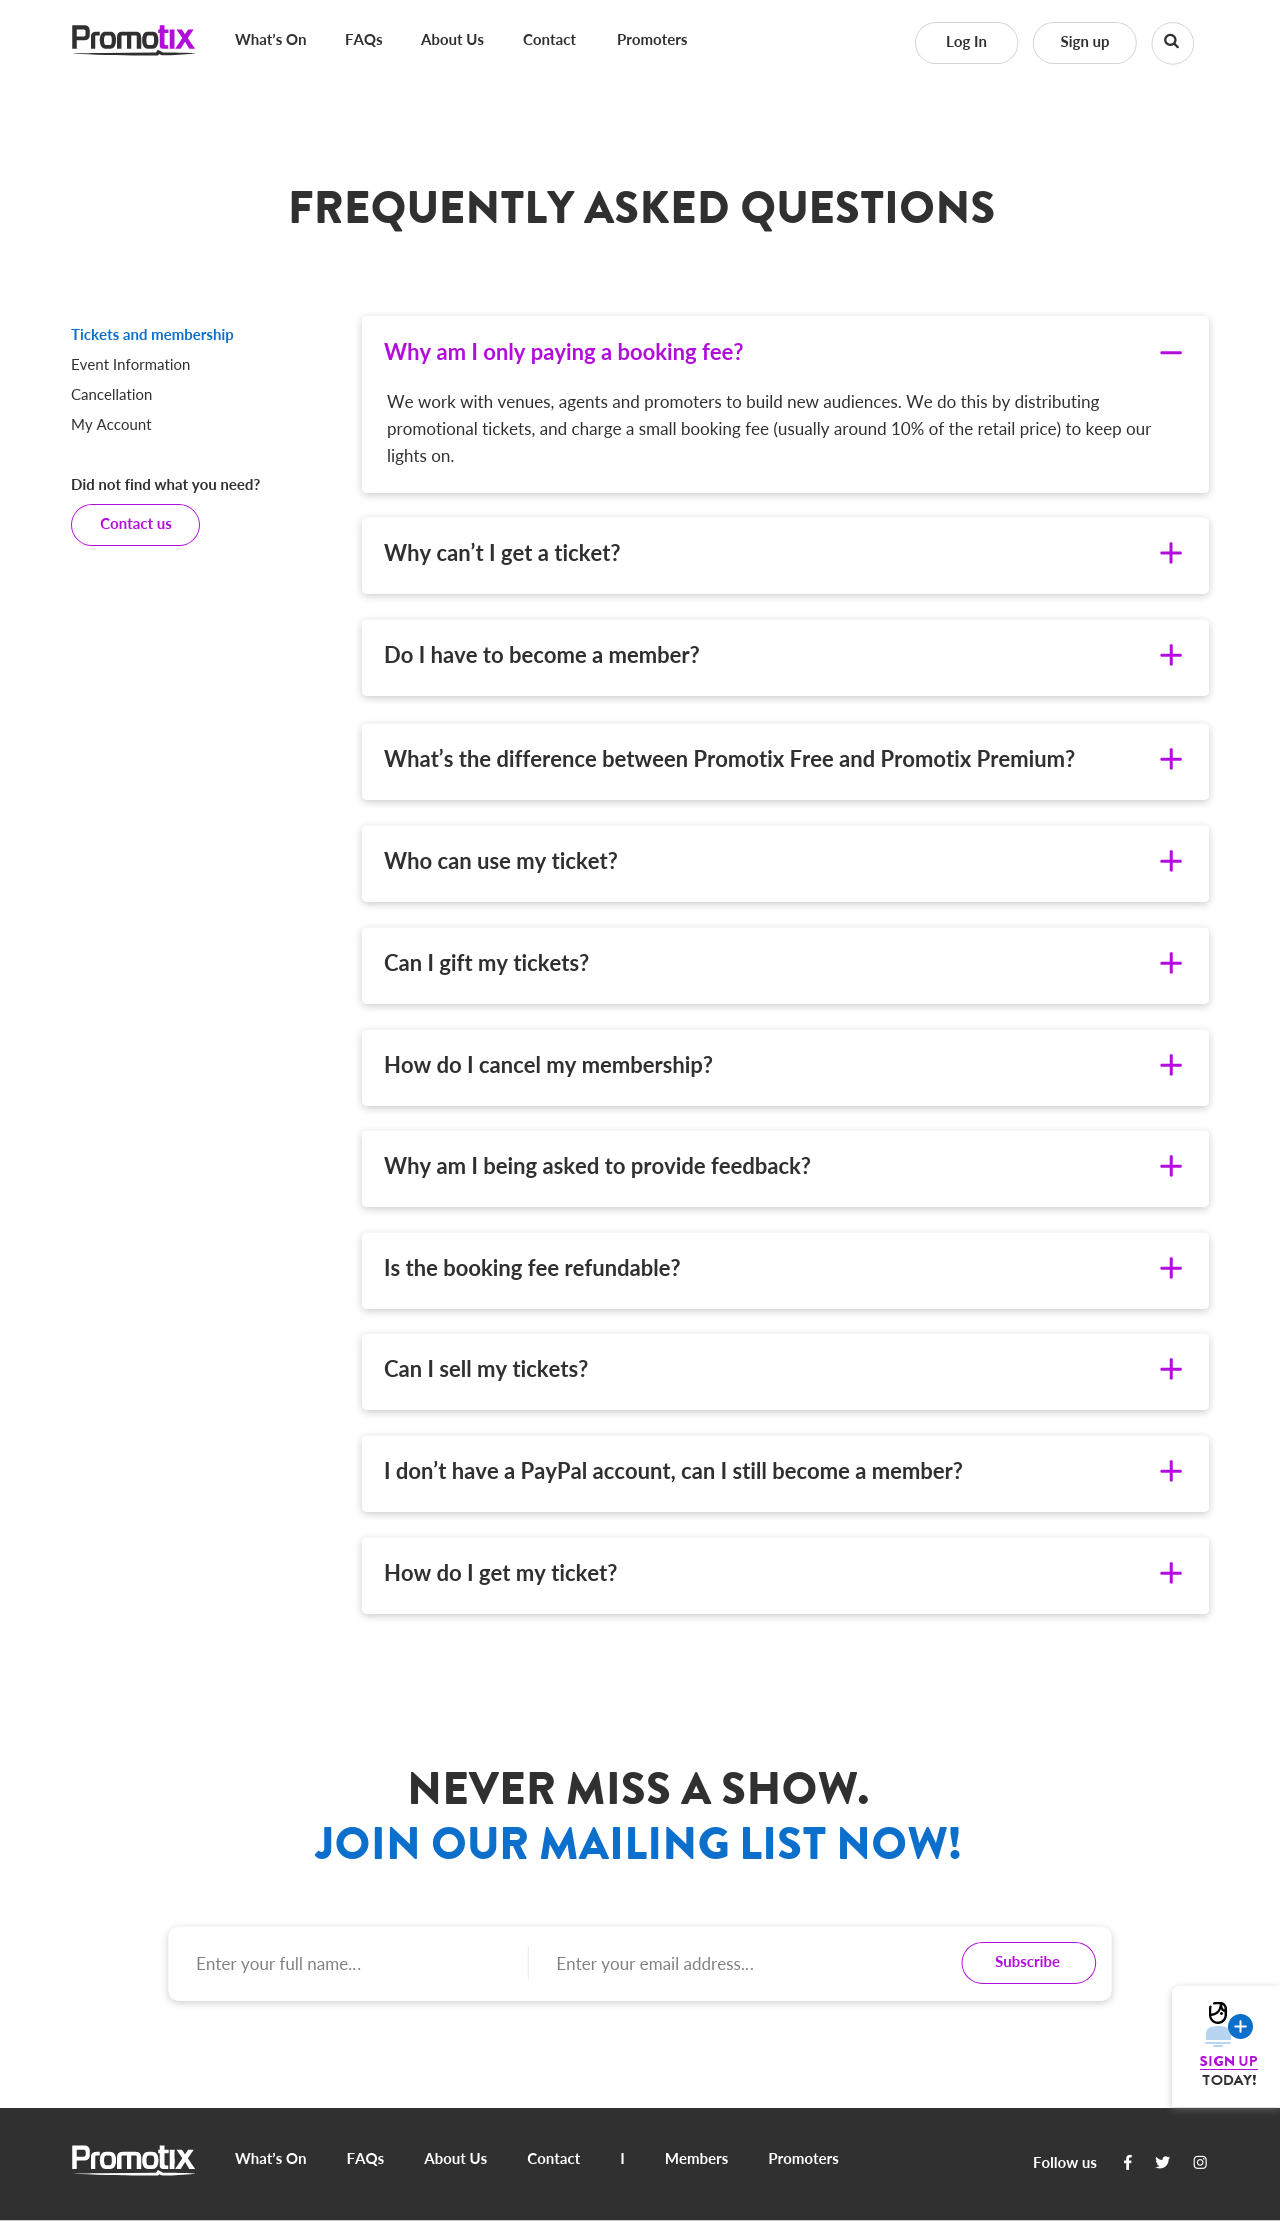 Promotix
What’s On
FAQs
About Us
Contact
Promoters
Log In
Sign up
FREQUENTLY ASKED QUESTIONS
Tickets and membership
Event Information
Cancellation
My Account
Did not find what you need?
Contact us
Why am I only paying a booking fee?
We work with venues, agents and promoters to build new audiences. We do this by distributing
promotional tickets, and charge a small booking fee (usually around 10% of the retail price) to keep our
lights on.
Why can’t I get a ticket?
Do I have to become a member?
What’s the difference between Promotix Free and Promotix Premium?
Who can use my ticket?
Can I gift my tickets?
How do I cancel my membership?
Why am I being asked to provide feedback?
Is the booking fee refundable?
Can I sell my tickets?
I don’t have a PayPal account, can I still become a member?
How do I get my ticket?
NEVER MISS A SHOW.
JOIN OUR MAILING LIST NOW!
Enter your full name...
Enter your email address...
Subscribe
SIGN UP
TODAY!
Promotix
What’s On
FAQs
About Us
Contact
I
Members
Promoters
Follow us